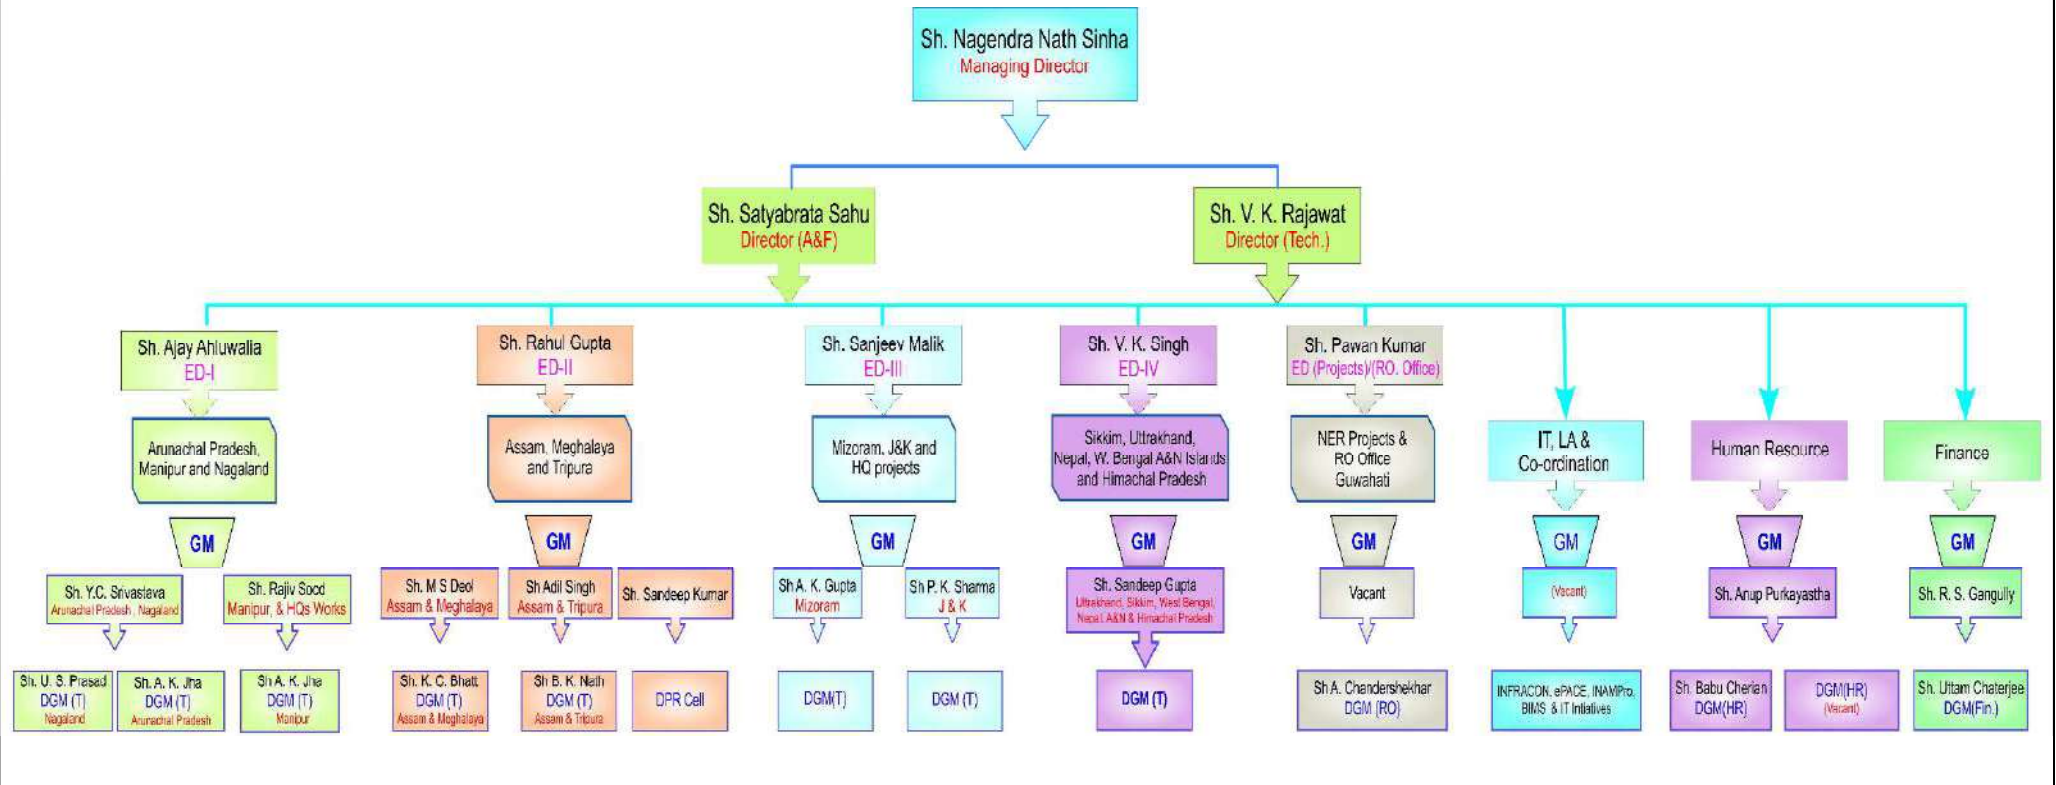 Sh. Nagendra Nath Sinha
Managing Director
Sh. Satyabrata Sahu
Director (A&F)
Sh. V. K. Rajawat
Director (Tech.)
Sh. Ajay Ahluwalia
ED-I
Sh. Rahul Gupta
ED-II
Sh. Sanjeev Malik
ED-III
Sh. V. K. Singh
ED-IV
Sh. Pawan Kumar
ED (Projects)/(RO. Office)
Arunachal Pradesh,
Manipur and Nagaland
Assam, Meghalaya
and Tripura
Mizoram, J&K and
HQ projects
Sikkim, Uttrakhand,
Nepal, W. Bengal A&N Islands
and Himachal Pradesh
NER Projects &
RO Office
Guwahati
IT, LA &
Co-ordination
Human Resource
Finance
GM
GM
GM
GM
GM
GM
GM
GM
Sh. Y.C. Srivastava
Arunachal Pradesh , Nagaland
Sh. Rajiv Sood
Manipur, & HQs Works
Sh. M S Deol
Assam & Meghalaya
Sh Adil Singh
Assam & Tripura
Sh. Sandeep Kumar
Sh A. K. Gupta
Mizoram
Sh P. K. Sharma
J & K
Sh. Sandeep Gupta
Uttrakhand, Sikkim, West Bengal,
Nepal, A&N & Himachal Pradesh
Vacant
(Vacant)
Sh. Anup Purkayastha
Sh. R. S. Gangully
Sh. U. S. Prasad
DGM (T)
Nagaland
Sh. A. K. Jha
DGM (T)
Arunachal Pradesh
Sh A. K. Jha
DGM (T)
Manipur
Sh. K. C. Bhatt
DGM (T)
Assam & Meghalaya
Sh B. K. Nath
DGM (T)
Assam & Tripura
DPR Cell
DGM(T)
DGM (T)
DGM (T)
Sh A. Chandershekhar
DGM (RO)
INFRACON, ePACE, INAMPro,
BIMS & IT Intiatives
Sh. Babu Cherian
DGM(HR)
DGM(HR)
(Vacant)
Sh. Uttam Chaterjee
DGM(Fin.)